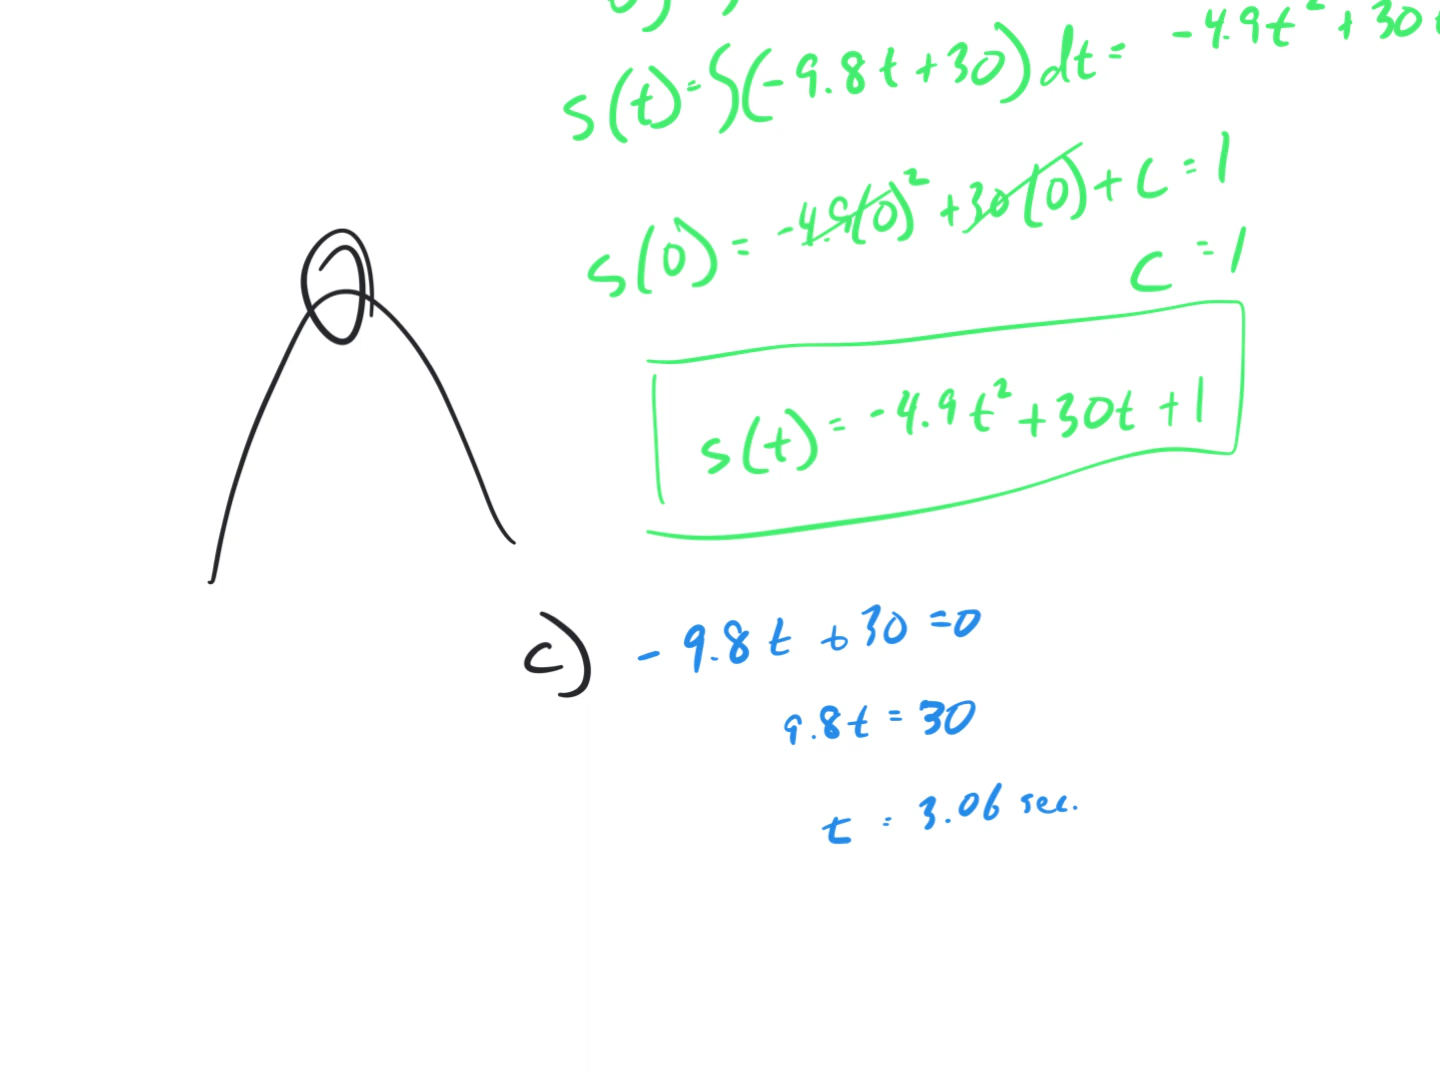 s(t) = ∫(-9.8t + 30)dt = -4.9t² + 30
s(0) = -4.9(0)² + 30(0) + C = 1
C = 1
s(t) = -4.9t² + 30t + 1
c) -9.8t + 30 = 0
9.8t = 30
t = 3.06 sec.